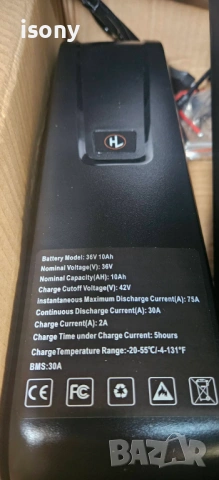 isony
HL
Battery Model: 36V 10Ah
Nominal Voltage(V): 36V
Nominal Capacity(AH): 10Ah
Charge Cutoff Voltage(V): 42V
instantaneous Maximum Discharge Current(A): 75A
Continuous Discharge Current(A): 30A
Charge Current(A): 2A
Charge Time under Charge Current: 5hours
ChargeTemperature Range:-20-55℃/-4-131°F
BMS:30A
CE FC
BAZAR.BG